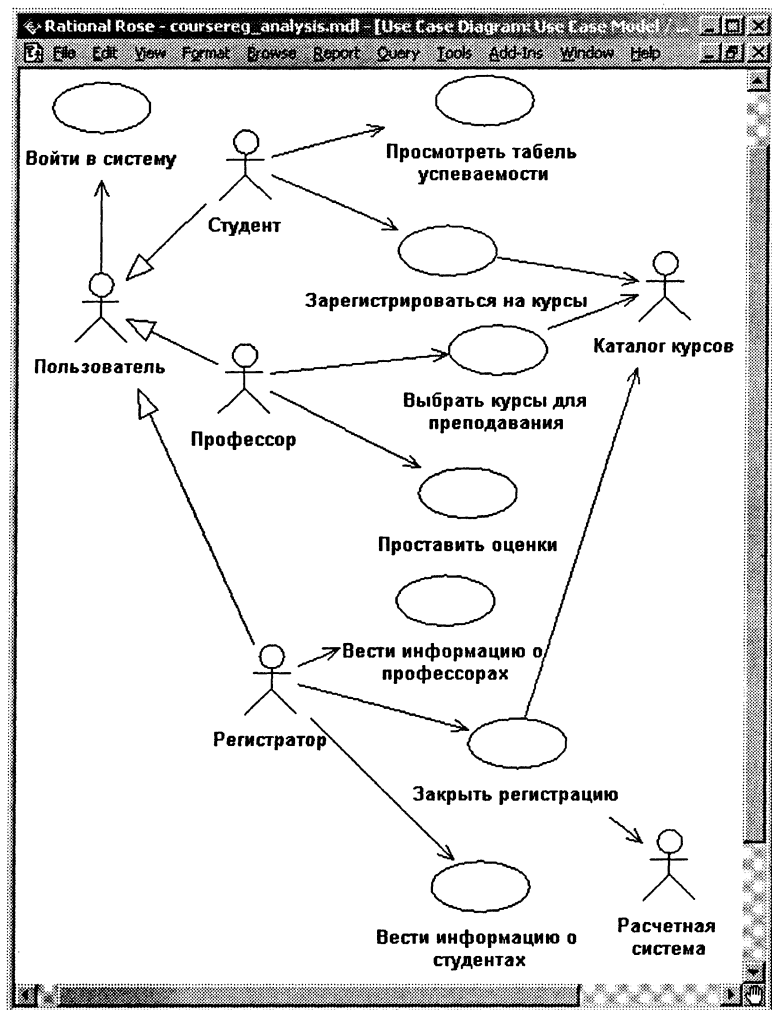 Rational Rose - coursereg_analysis.mdl - [Use Case Diagram: Use Case Model / ...
File Edit View Format Browse Report Query Tools Add-Ins Window Help
Войти в систему
Просмотреть табель
успеваемости
Студент
Зарегистрироваться на курсы
Каталог курсов
Пользователь
Выбрать курсы для
преподавания
Профессор
Проставить оценки
Вести информацию о
профессорах
Регистратор
Закрыть регистрацию
Расчетная
система
Вести информацию о
студентах